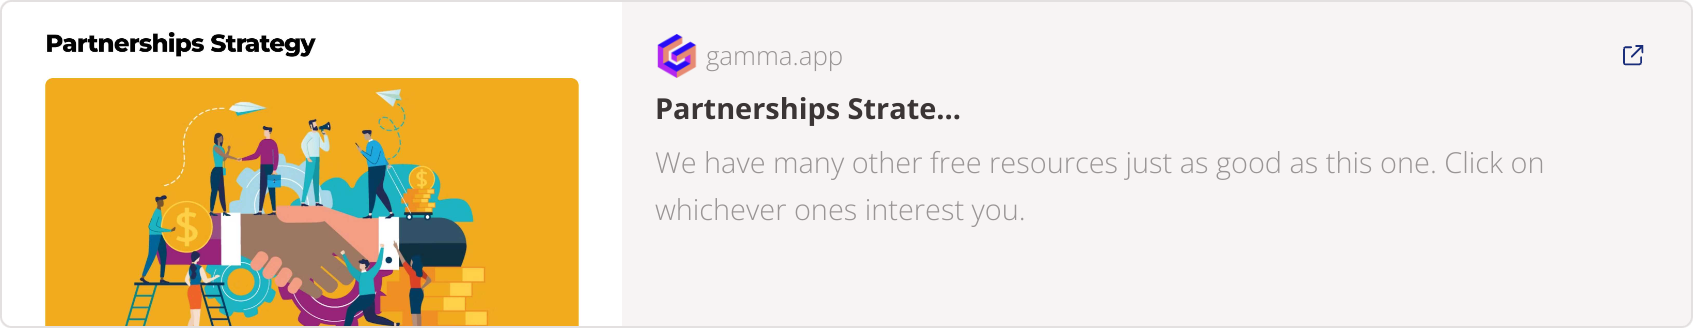 Partnerships Strategy
gamma.app
Partnerships Strate...
We have many other free resources just as good as this one. Click on
whichever ones interest you.
$
$